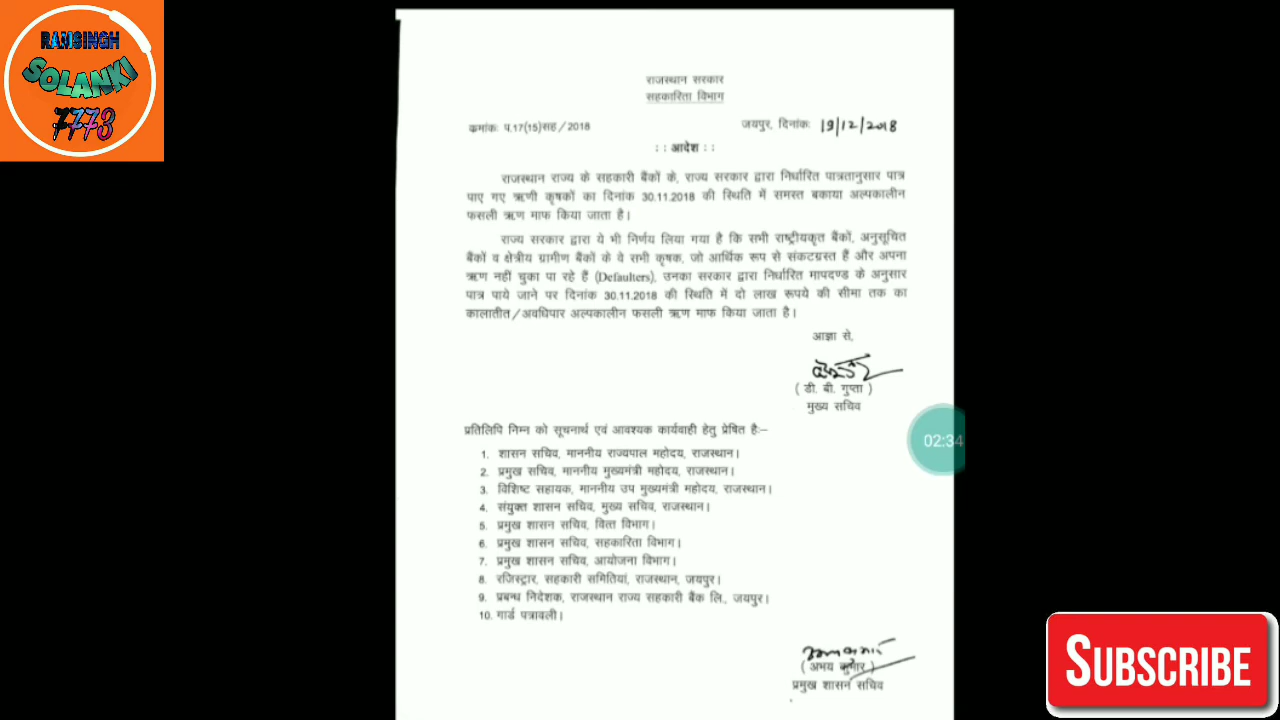 RAMSINGH
SOLANKI
7773
राजस्थान सरकार
सहकारिता विभाग
क्रमांकः प.17(15)सह/2018
जयपुर, दिनांकः 19/12/2018
: : आदेश : :
राजस्थान राज्य के सहकारी बैंकों के, राज्य सरकार द्वारा निर्धारित पात्रतानुसार पात्र
पाए गए ऋणी कृषकों का दिनांक 30.11.2018 की स्थिति में समस्त बकाया अल्पकालीन
फसली ऋण माफ किया जाता है।
राज्य सरकार द्वारा ये भी निर्णय लिया गया है कि सभी राष्ट्रीयकृत बैंकों, अनुसूचित
बैंकों व क्षेत्रीय ग्रामीण बैंकों के वे सभी कृषक, जो आर्थिक रूप से संकटग्रस्त हैं और अपना
ऋण नहीं चुका पा रहे हैं (Defaulters), उनका सरकार द्वारा निर्धारित मापदण्ड के अनुसार
पात्र पाये जाने पर दिनांक 30.11.2018 की स्थिति में दो लाख रूपये की सीमा तक का
कालातीत/अवधिपार अल्पकालीन फसली ऋण माफ किया जाता है।
आज्ञा से,
( डी. बी. गुप्ता )
मुख्य सचिव
02:34
प्रतिलिपि निम्न को सूचनार्थ एवं आवश्यक कार्यवाही हेतु प्रेषित हैः–
1. शासन सचिव, माननीय राज्यपाल महोदय, राजस्थान।
2. प्रमुख सचिव, माननीय मुख्यमंत्री महोदय, राजस्थान।
3. विशिष्ट सहायक, माननीय उप मुख्यमंत्री महोदय, राजस्थान।
4. संयुक्त शासन सचिव, मुख्य सचिव, राजस्थान।
5. प्रमुख शासन सचिव, वित्त विभाग।
6. प्रमुख शासन सचिव, सहकारिता विभाग।
7. प्रमुख शासन सचिव, आयोजना विभाग।
8. रजिस्ट्रार, सहकारी समितियां, राजस्थान, जयपुर।
9. प्रबन्ध निदेशक, राजस्थान राज्य सहकारी बैंक लि., जयपुर।
10. गार्ड पत्रावली।
( अभय कुमार )
प्रमुख शासन सचिव
SUBSCRIBE